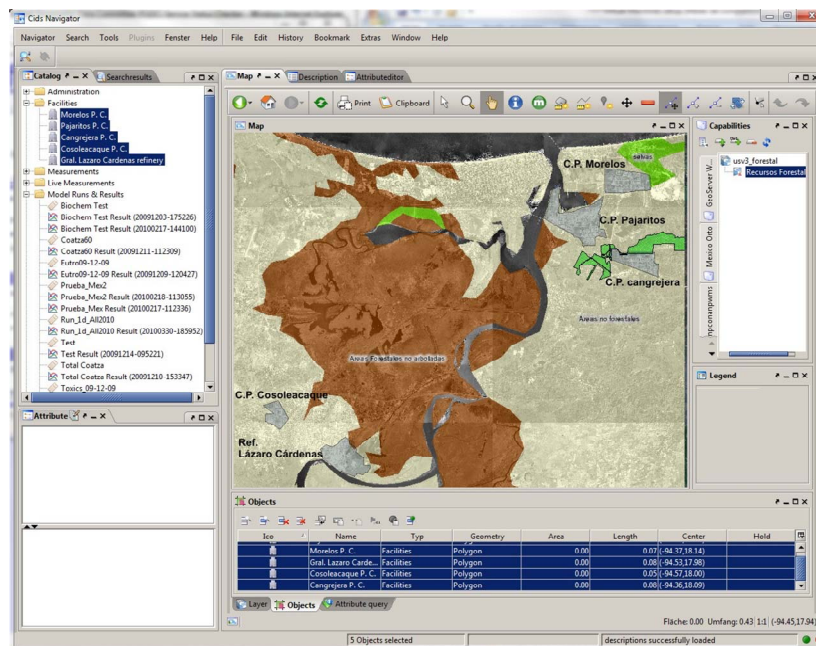 Cids Navigator
Navigator Search Tools Plugins Fenster Help File Edit History Bookmark Extras Window Help
Catalog Searchresults
Map Description Attributeditor
Administration
Facilities
Morelos P. C.
Pajaritos P. C.
Cangrejera P. C.
Cosoleacaque P. C.
Gral. Lazaro Cardenas refinery
Measurements
Live Measurements
Model Runs & Results
Biochem Test
Biochem Test Result (20091203-175226)
Biochem Test Result (20100217-144100)
Coatza60
Coatza60 Result (20091211-112309)
Eutro09-12-09
Eutro09-12-09 Result (20091209-120427)
Prueba_Mex2
Prueba_Mex2 Result (20100218-113055)
Prueba_Mex Result (20100217-112336)
Run_1d_All2010
Run_1d_All2010 Result (20100330-185952)
Test
Test Result (20091214-095221)
Total Coatza
Total Coatza Result (20091210-153347)
Toxics_09-12-09
Attribute
Print Clipboard
Map
selvas
C.P. Morelos
C.P. Pajaritos
C.P. cangrejera
Areas no forestales
Areas Forestales no arboladas
C.P. Cosoleacaque
Ref.
Lázaro Cárdenas
Capabilities
usv3_forestal
Recursos Forestal
GeoServer W...
Mexico Orto
Legend
Objects
Ico Name Typ Geometry Area Length Center Hold
Morelos P. C. Facilities Polygon 0.00 0.07 (-94.37,18.14)
Gral. Lazaro Carde... Facilities Polygon 0.00 0.08 (-94.53,17.98)
Cosoleacaque P. C. Facilities Polygon 0.00 0.05 (-94.57,18.00)
Cangrejera P. C. Facilities Polygon 0.00 0.08 (-94.36,18.09)
Layer Objects Attribute query
Fläche: 0.00 Umfang: 0.43 1:1 (-94.45,17.94)
5 Objects selected
descriptions successfully loaded